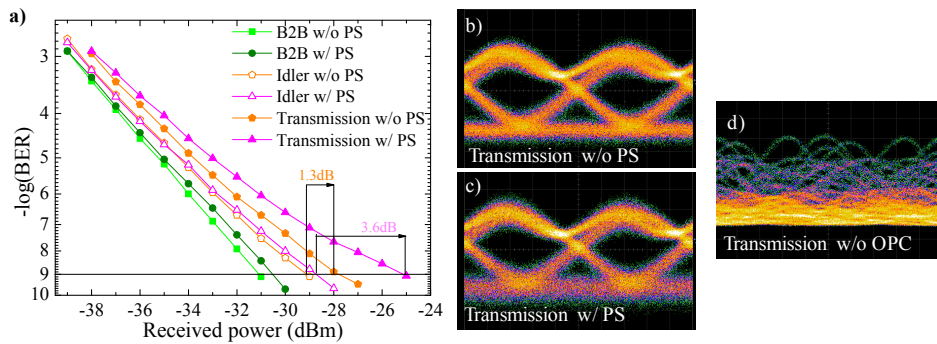 a)
B2B w/o PS
B2B w/ PS
Idler w/o PS
Idler w/ PS
Transmission w/o PS
Transmission w/ PS
1.3dB
3.6dB
3
4
5
6
7
8
9
10
-log(BER)
-38 -36 -34 -32 -30 -28 -26 -24
Received power (dBm)
b)
Transmission w/o PS
c)
Transmission w/ PS
d)
Transmission w/o OPC